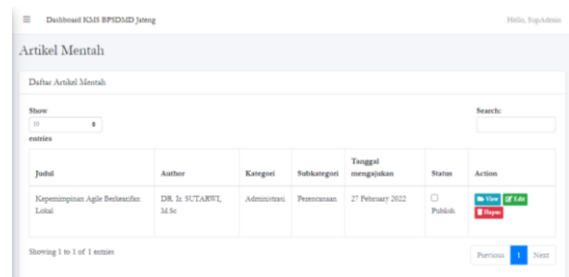 Dashboard KMS BPSDMD Jateng
Hello, SupAdmin
Artikel Mentah
Daftar Artikel Mentah
Show
10
entries
Search:
Judul Author Kategori Subkategori Tanggal mengajukan Status Action
Kepemimpinan Agile Berkearifan Lokal DR. Ir. SUTARWI, M.Sc Administrasi Perencanaan 27 February 2022 Publish View Edit Hapus
Showing 1 to 1 of 1 entries
Previous 1 Next